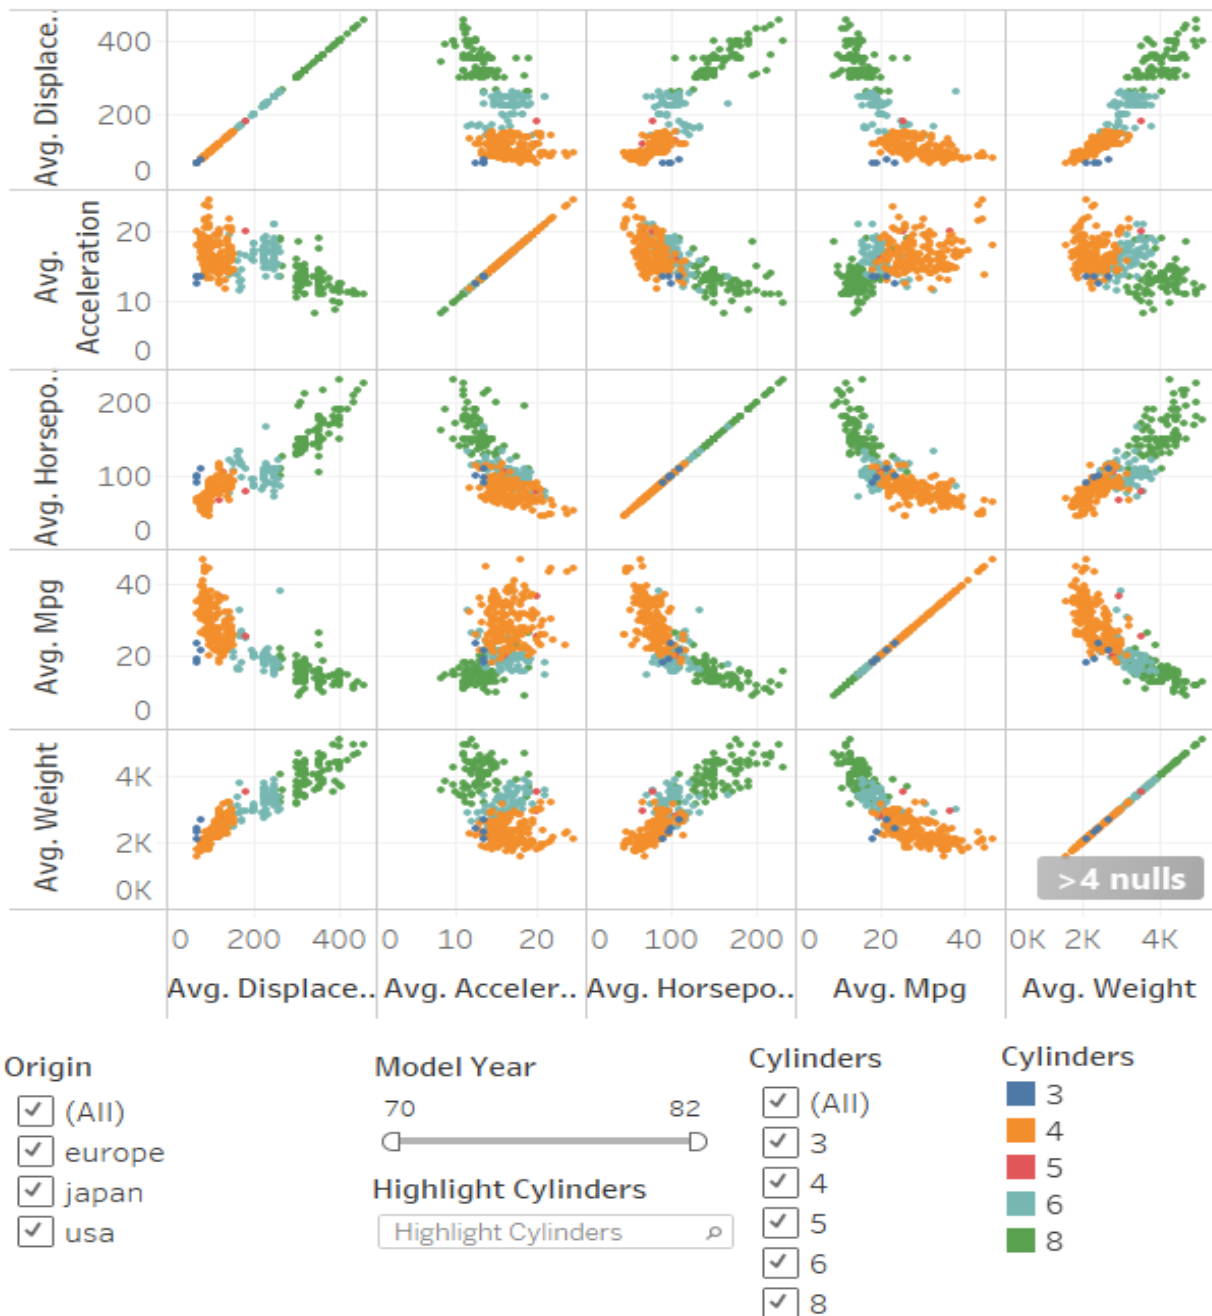 Avg. Displace..
400
200
0
Avg.
Acceleration
20
10
0
Avg. Horsepo..
200
100
0
Avg. Mpg
40
20
0
Avg. Weight
4K
2K
0K
>4 nulls
0 200 400 0 10 20 0 100 200 0 20 40 0K 2K 4K
Avg. Displace.. Avg. Acceler.. Avg. Horsepo.. Avg. Mpg Avg. Weight
Origin
(All)
europe
japan
usa
Model Year
70 82
Highlight Cylinders
Highlight Cylinders
Cylinders
(All)
3
4
5
6
8
Cylinders
3
4
5
6
8